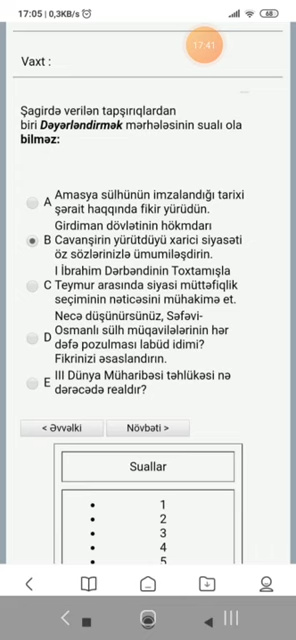 17:05 | 0,3KB/s
68
17:41
Vaxt :
Şagirdə verilən tapşırıqlardan
biri Dəyərləndirmək mərhələsinin sualı ola
bilməz:
A Amasya sülhünün imzalandığı tarixi
şərait haqqında fikir yürüdün.
Girdiman dövlətinin hökmdarı
B Cavanşirin yürütdüyü xarici siyasəti
öz sözlərinizlə ümumiləşdirin.
I İbrahim Dərbəndinin Toxtamışla
C Teymur arasında siyasi müttəfiqlik
seçiminin nəticəsini mühakimə et.
Necə düşünürsünüz, Səfəvi-
D Osmanlı sülh müqavilələrinin hər
dəfə pozulması labüd idimi?
Fikrinizi əsaslandırın.
E III Dünya Müharibəsi təhlükəsi nə
dərəcədə realdır?
< Əvvəlki
Növbəti >
Suallar
• 1
• 2
• 3
• 4
• 5